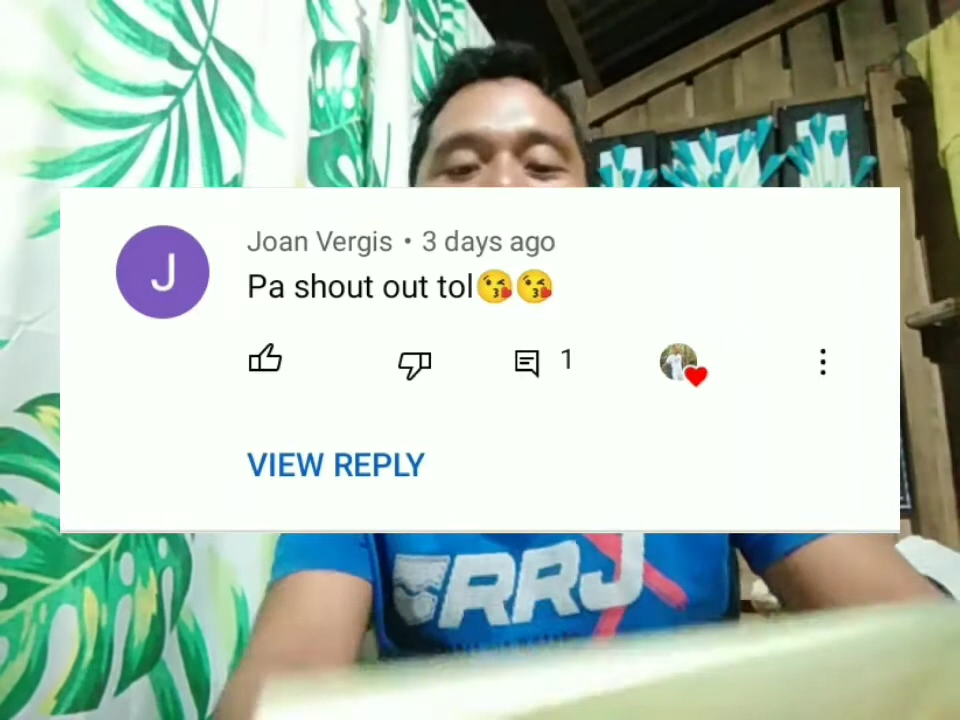 J
Joan Vergis • 3 days ago
Pa shout out tol😘😘
1
VIEW REPLY
RRJ